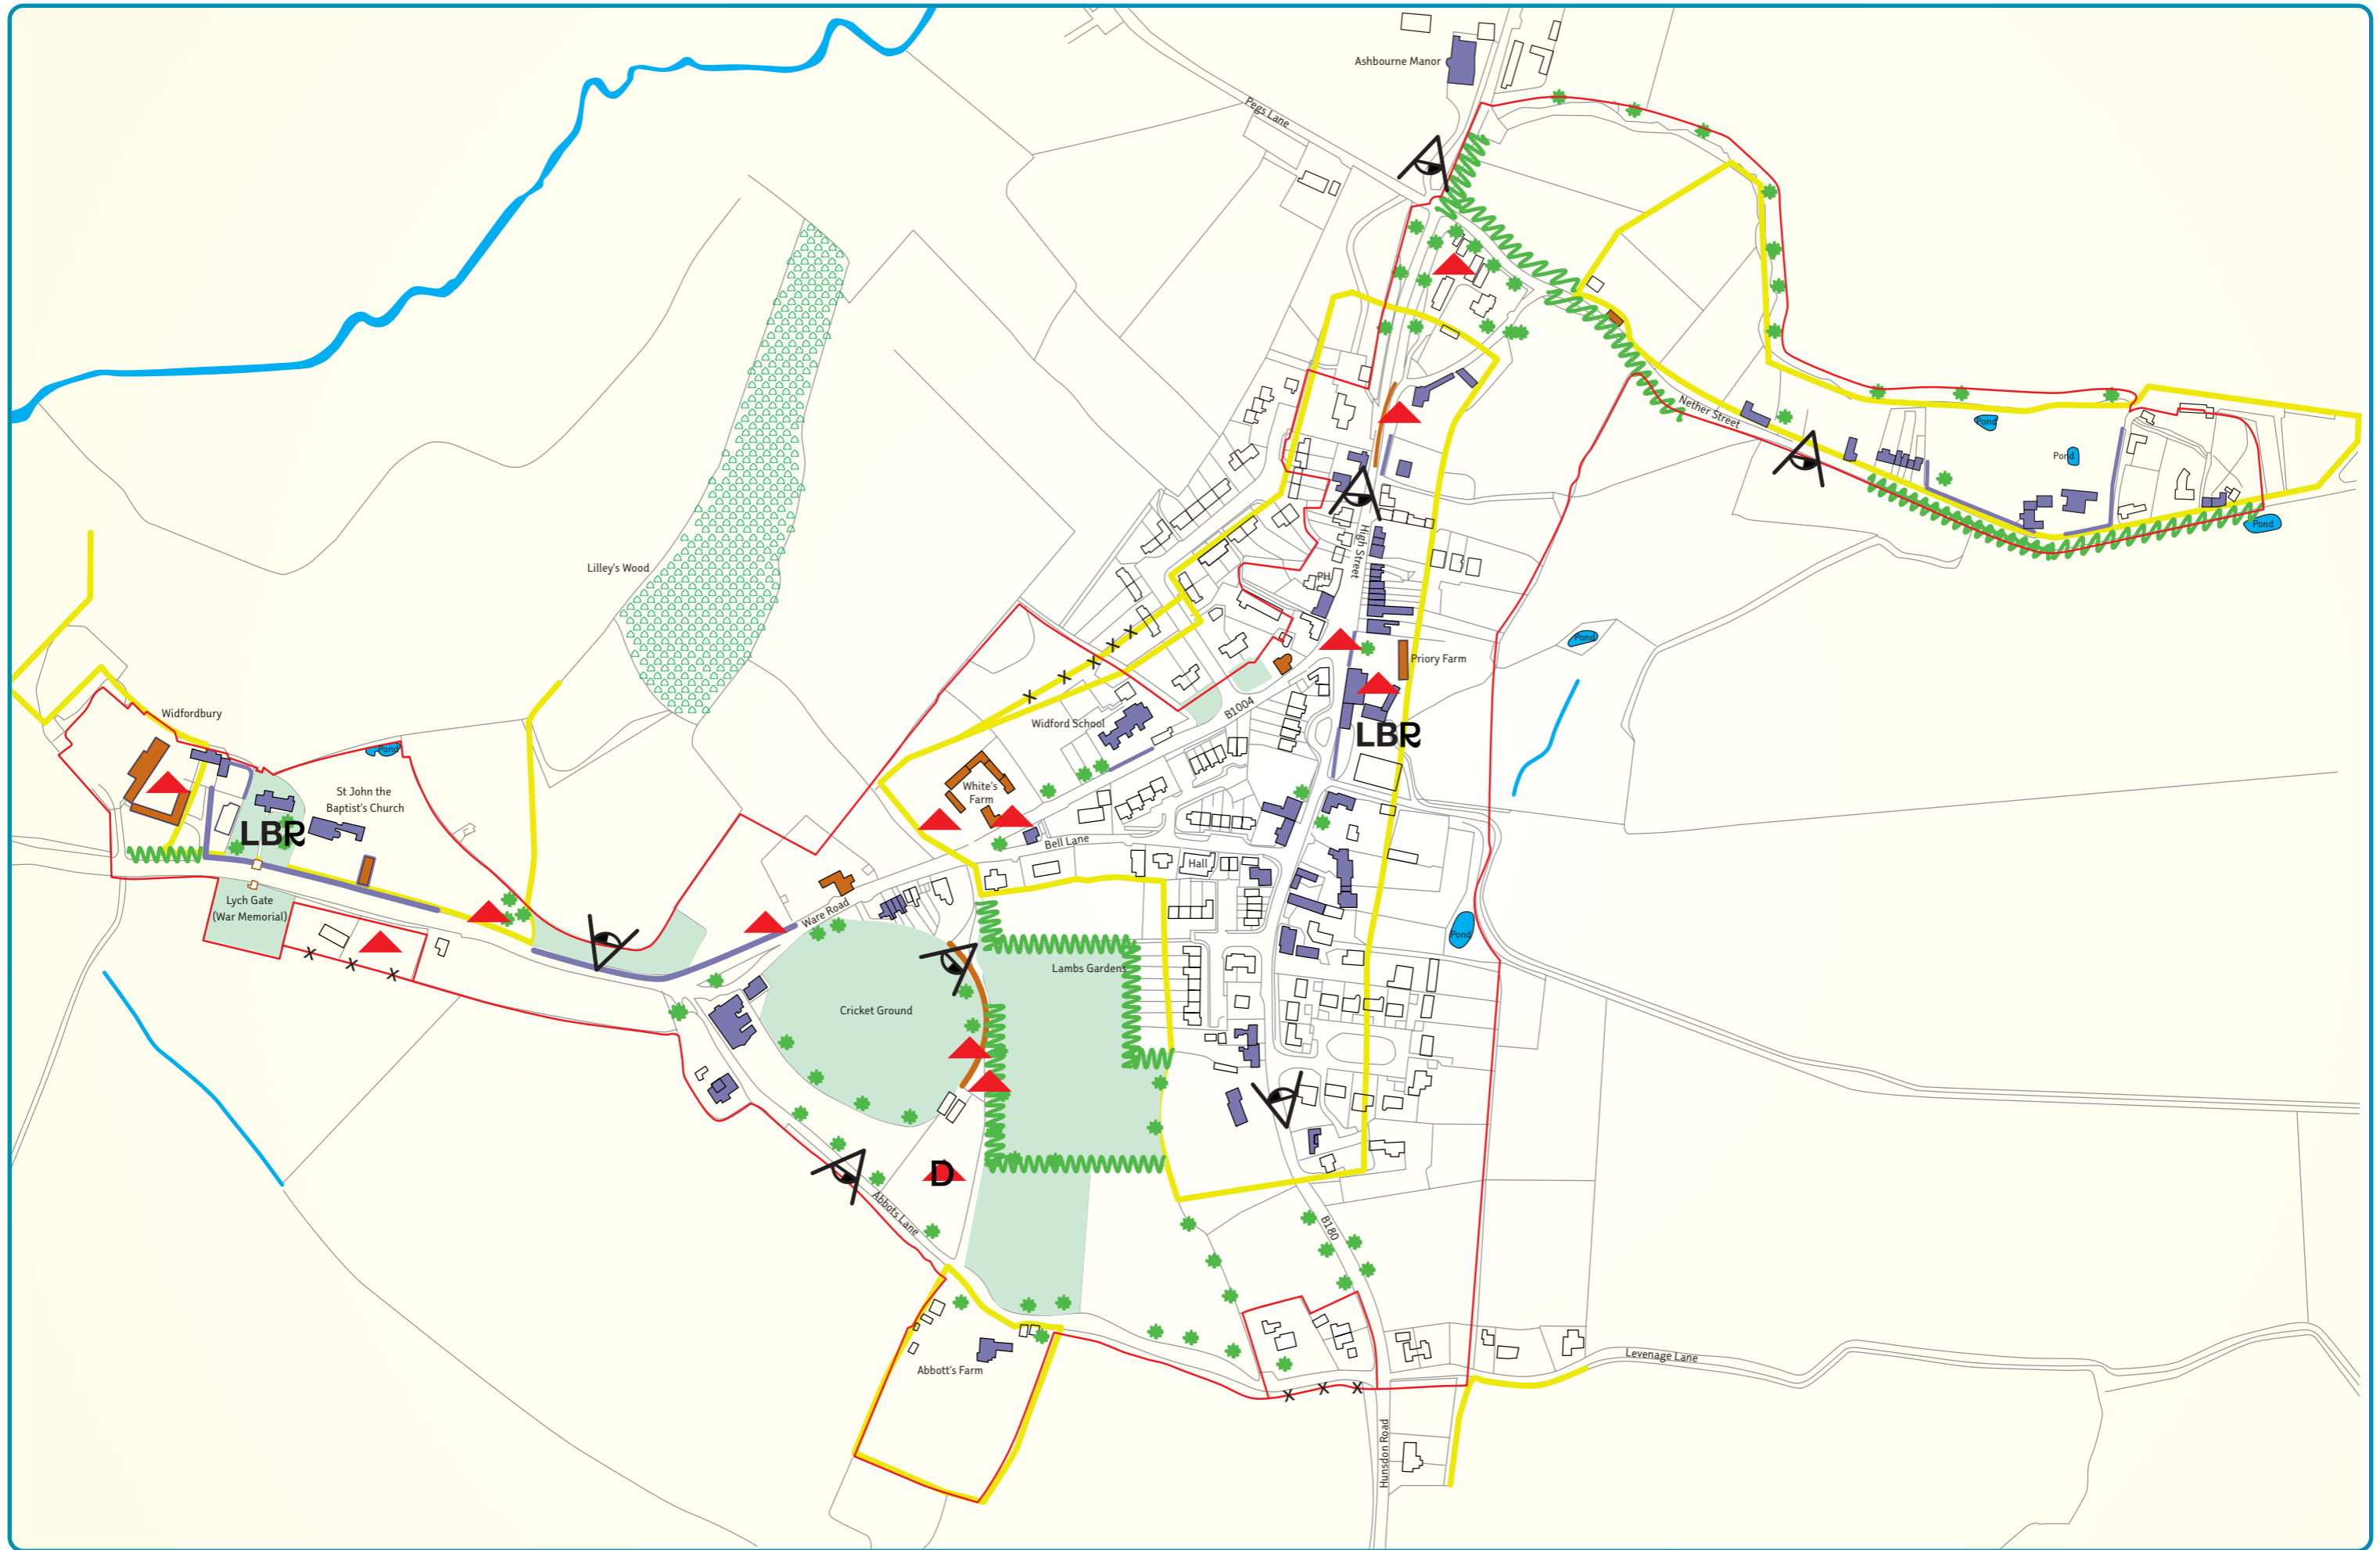 Ashbourne Manor
Pegs Lane
Nether Street
Pond
Pond
Pond
High Street
Lilley's Wood
PH
Pond
Priory Farm
Widfordbury
Widford School
B1004
LBR
Pond
St John the
Baptist's Church
White's
Farm
LBR
Bell Lane
Hall
Lych Gate
(War Memorial)
Ware Road
Pond
Lambs Gardens
Cricket Ground
D
Abbots Lane
B180
Abbott's Farm
Levenage Lane
Hunsdon Road
X
X
X
X
X
X
X
X
X
X
X